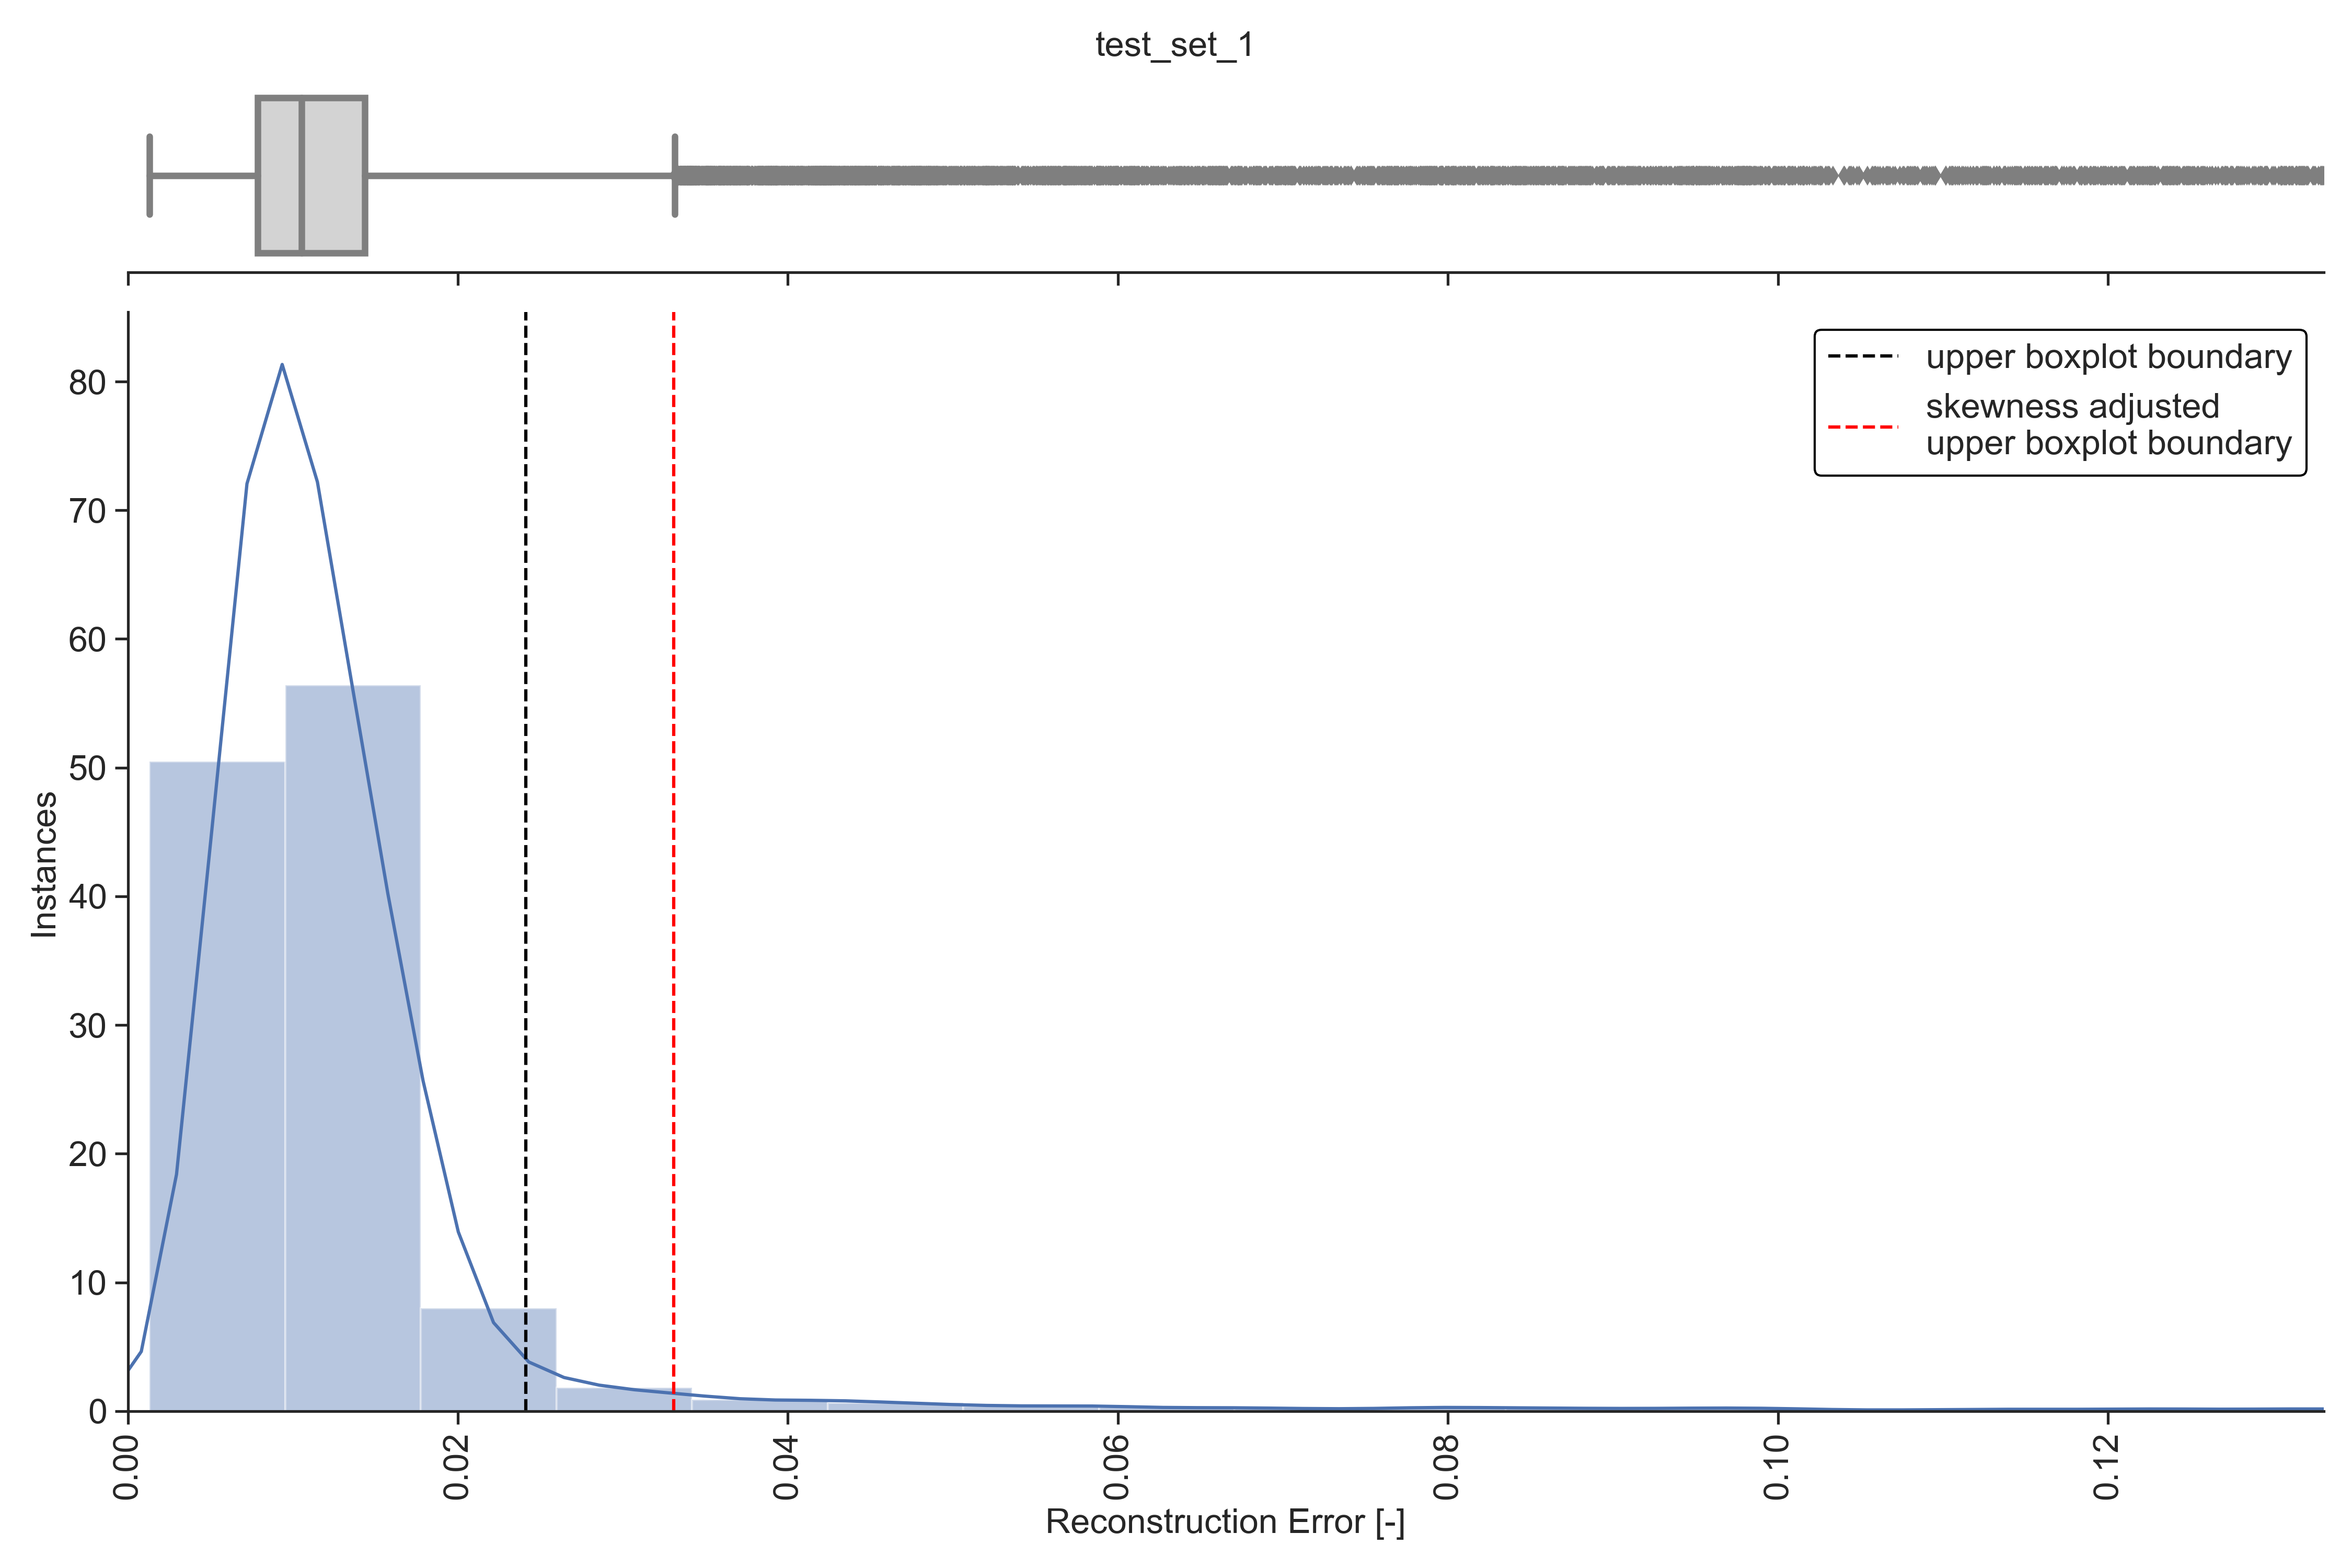 test_set_1
upper boxplot boundary
skewness adjusted
upper boxplot boundary
80
70
60
50
40
30
20
10
0
Instances
0.00
0.02
0.04
0.06
0.08
0.10
0.12
Reconstruction Error [-]